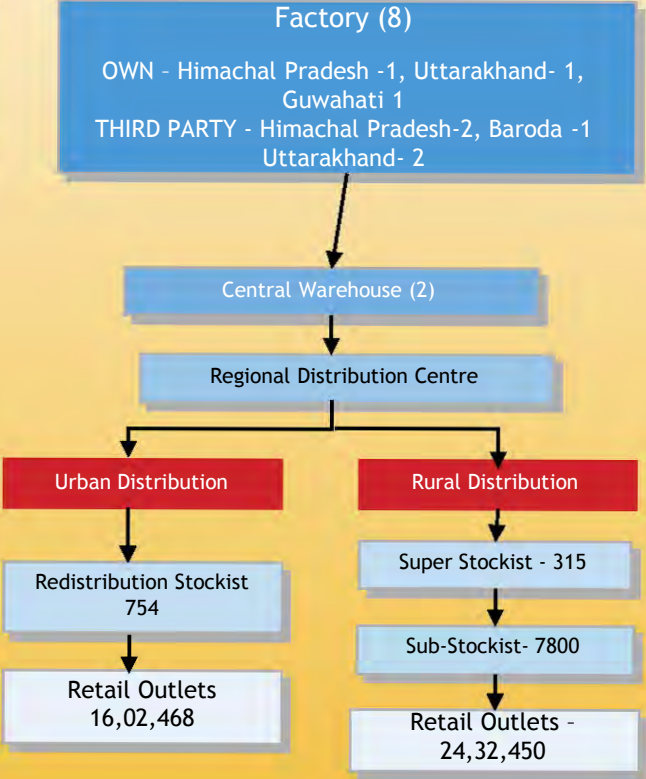 Factory (8)
OWN – Himachal Pradesh -1, Uttarakhand- 1,
Guwahati 1
THIRD PARTY - Himachal Pradesh-2, Baroda -1
Uttarakhand- 2
Central Warehouse (2)
Regional Distribution Centre
Urban Distribution
Rural Distribution
Redistribution Stockist
754
Super Stockist - 315
Sub-Stockist- 7800
Retail Outlets
16,02,468
Retail Outlets –
24,32,450